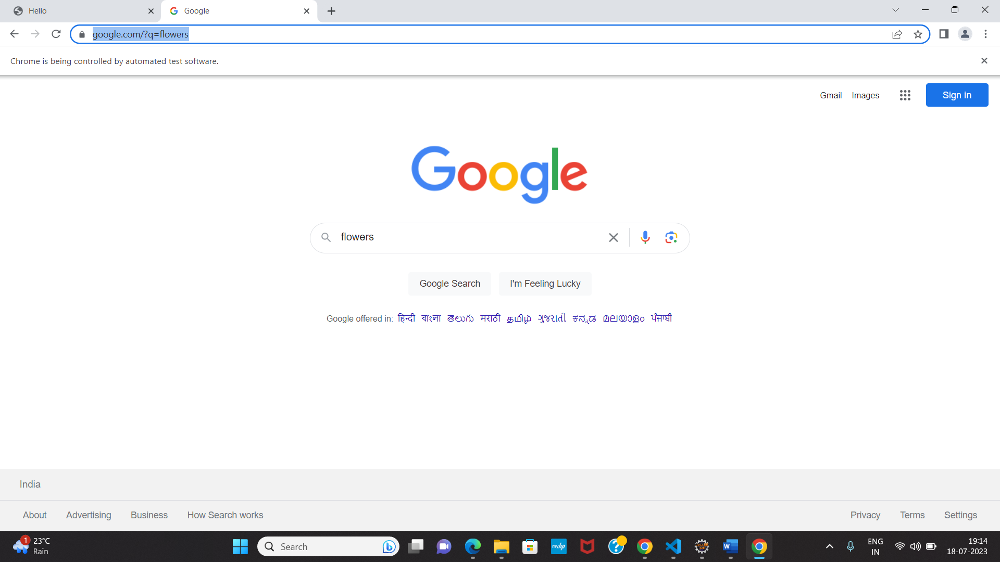 Hello
Google
google.com/?q=flowers
Chrome is being controlled by automated test software.
Gmail Images Sign in
Google
flowers
Google Search I'm Feeling Lucky
Google offered in: हिन्दी বাংলা తెలుగు मराठी தமிழ் ગુજરાતી ಕನ್ನಡ മലയാളം ਪੰਜਾਬੀ
India
About Advertising Business How Search works Privacy Terms Settings
1 23°C
Rain
Search
myhp
W
ENG
IN
19:14
18-07-2023